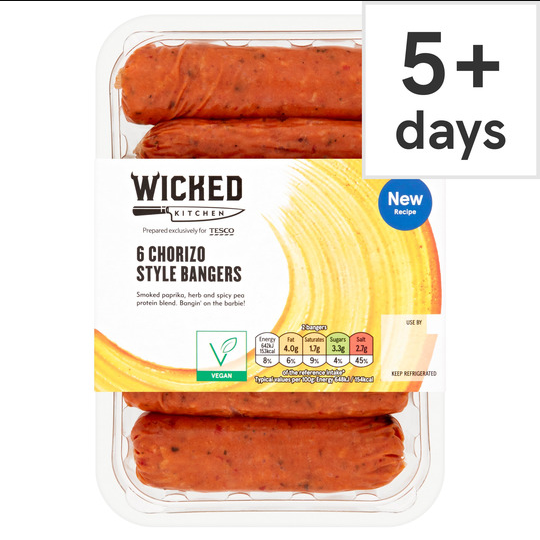 5+
days
WICKED
KITCHEN
Prepared exclusively for TESCO
6 CHORIZO
STYLE BANGERS
Smoked paprika, herb and spicy pea
protein blend. Bangin' on the barbie!
New
Recipe
V
VEGAN
2 bangers
Energy Fat Saturates Sugars Salt
642kJ 4.0g 1.7g 3.3g 2.7g
153kcal
8% 6% 9% 4% 45%
of the reference intake*
Typical values per 100g: Energy 648kJ / 154kcal
USE BY
KEEP REFRIGERATED